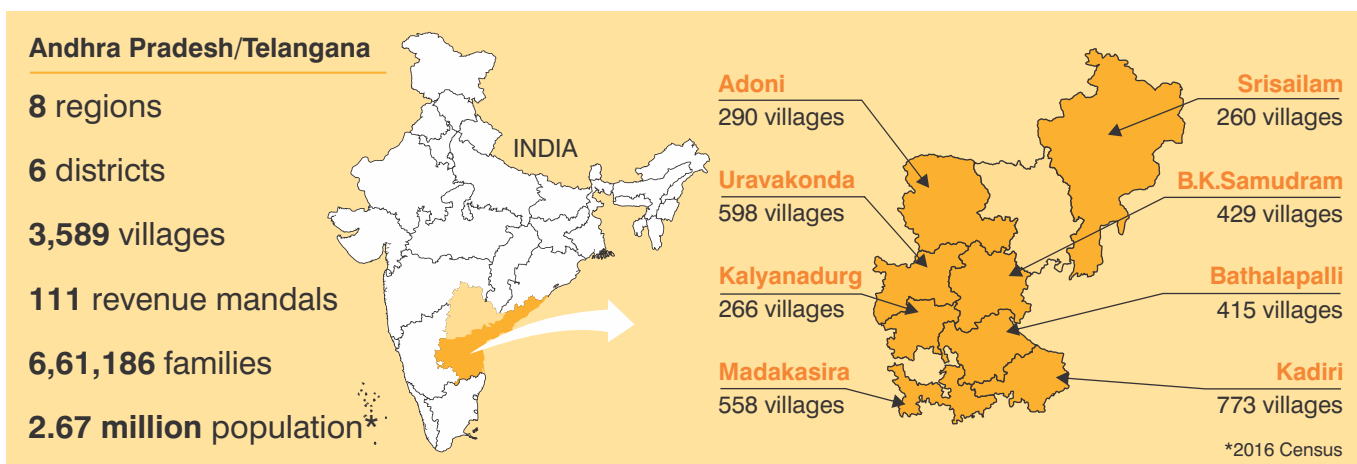 Andhra Pradesh/Telangana
8 regions
6 districts
3,589 villages
111 revenue mandals
6,61,186 families
2.67 million population*
INDIA
Adoni
290 villages
Uravakonda
598 villages
Kalyanadurg
266 villages
Madakasira
558 villages
Srisailam
260 villages
B.K.Samudram
429 villages
Bathalapalli
415 villages
Kadiri
773 villages
*2016 Census